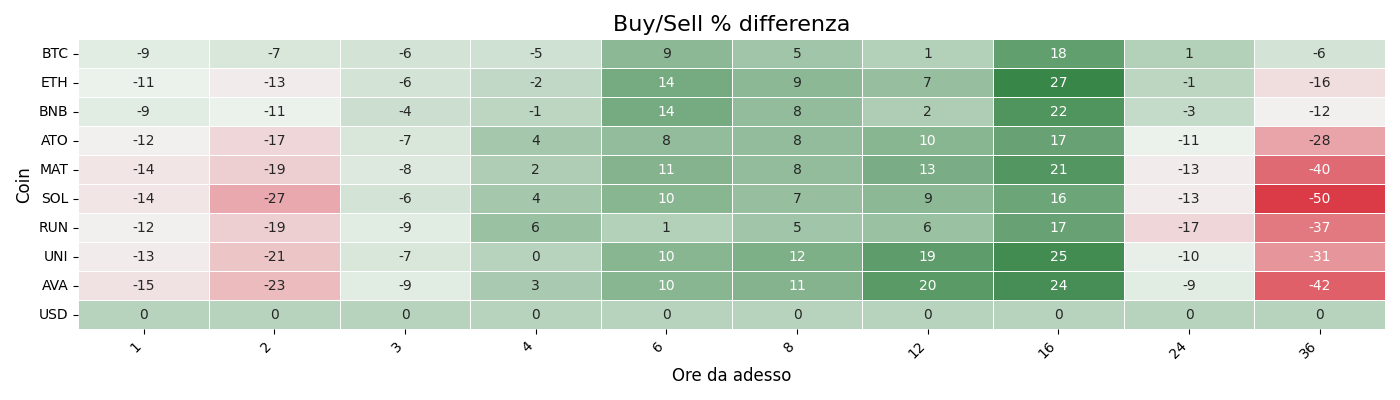 Buy/Sell % differenza
Coin
BTC -9 -7 -6 -5 9 5 1 18 1 -6
ETH -11 -13 -6 -2 14 9 7 27 -1 -16
BNB -9 -11 -4 -1 14 8 2 22 -3 -12
ATO -12 -17 -7 4 8 8 10 17 -11 -28
MAT -14 -19 -8 2 11 8 13 21 -13 -40
SOL -14 -27 -6 4 10 7 9 16 -13 -50
RUN -12 -19 -9 6 1 5 6 17 -17 -37
UNI -13 -21 -7 0 10 12 19 25 -10 -31
AVA -15 -23 -9 3 10 11 20 24 -9 -42
USD 0 0 0 0 0 0 0 0 0 0
1 2 3 4 6 8 12 16 24 36
Ore da adesso